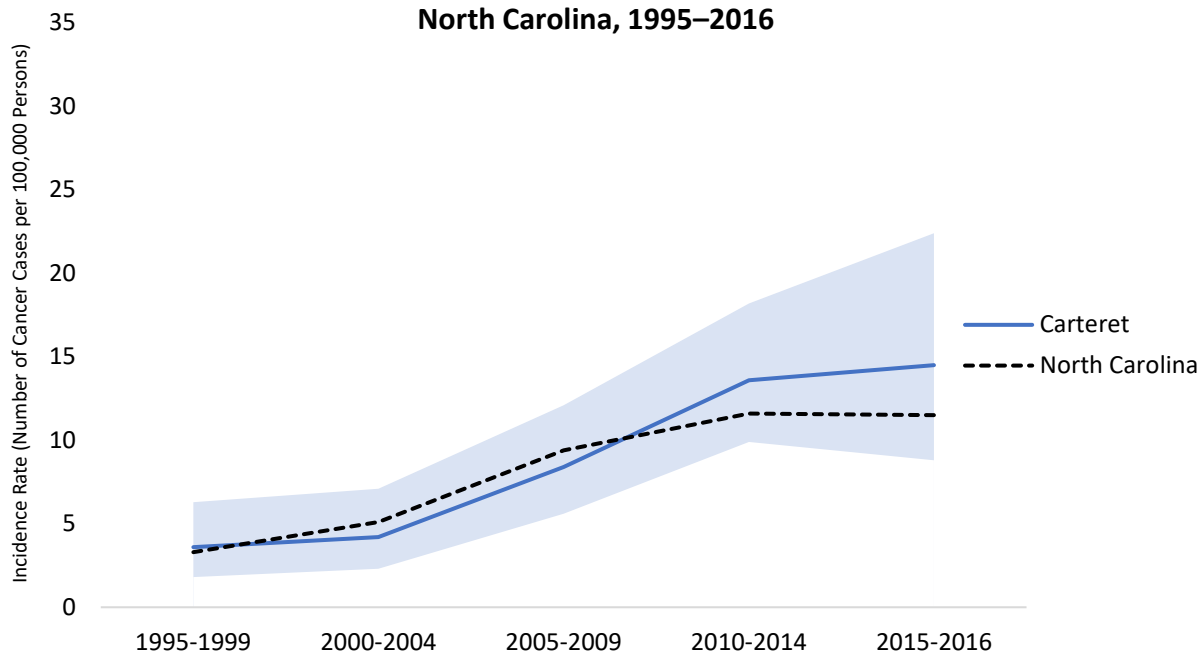 North Carolina, 1995–2016
Incidence Rate (Number of Cancer Cases per 100,000 Persons)
35
30
25
20
15
10
5
0
1995-1999 2000-2004 2005-2009 2010-2014 2015-2016
Carteret
North Carolina